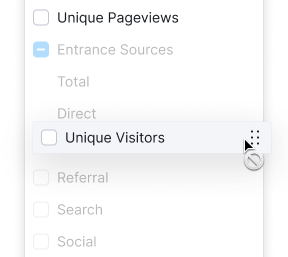 Unique Pageviews
Entrance Sources
Total
Direct
Unique Visitors
Referral
Search
Social